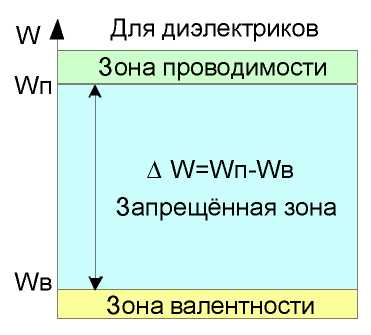 W
Для диэлектриков
Зона проводимости
Wп
Δ W=Wп-Wв
Запрещённая зона
Wв
Зона валентности